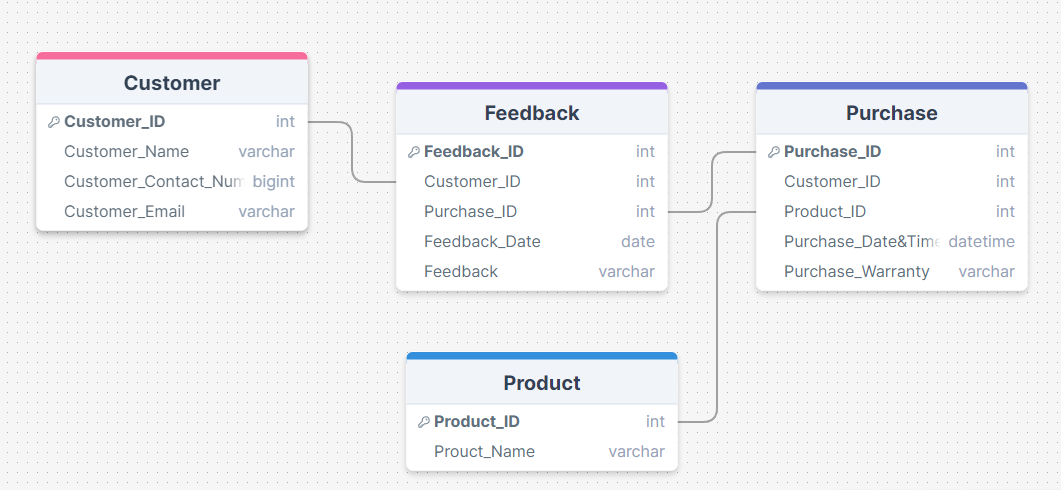 Customer
Customer_ID int
Customer_Name varchar
Customer_Contact_Num bigint
Customer_Email varchar
Feedback
Feedback_ID int
Customer_ID int
Purchase_ID int
Feedback_Date date
Feedback varchar
Purchase
Purchase_ID int
Customer_ID int
Product_ID int
Purchase_Date&Time datetime
Purchase_Warranty varchar
Product
Product_ID int
Prouct_Name varchar